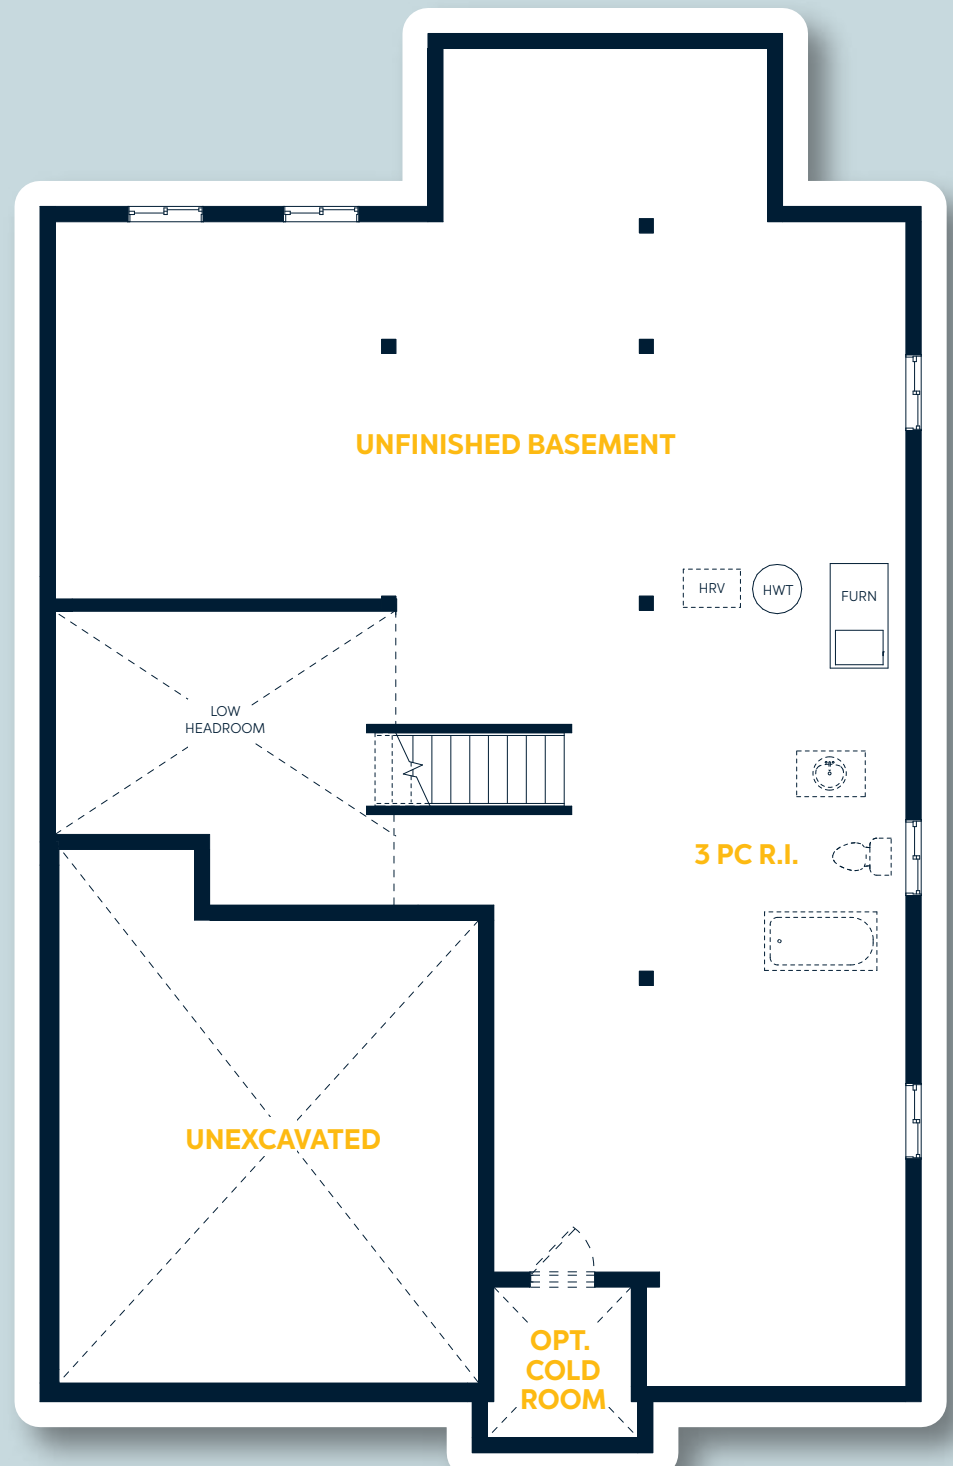 UNFINISHED BASEMENT
HRV
HWT
FURN
LOW
HEADROOM
3 PC R.I.
UNEXCAVATED
OPT.
COLD
ROOM